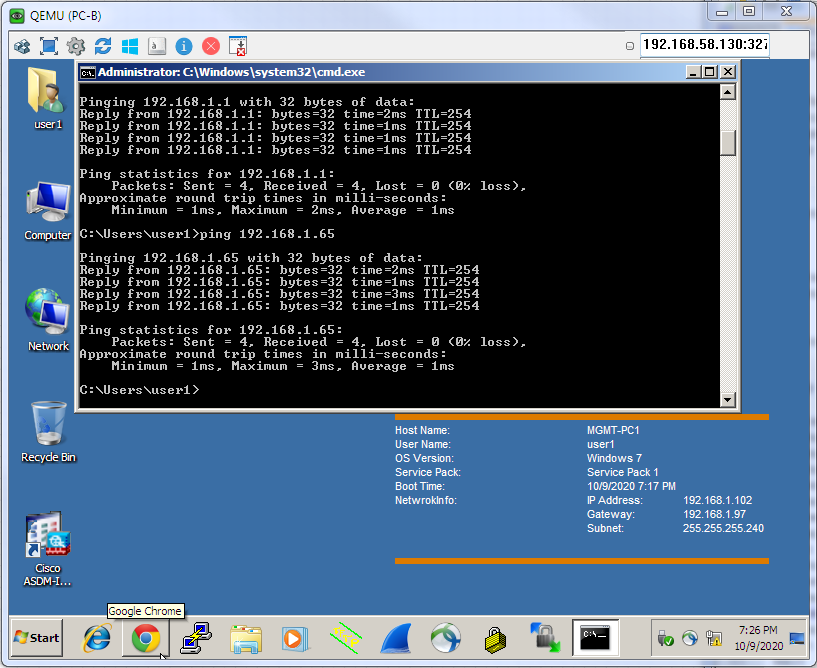 QEMU (PC-B)
192.168.58.130:327
Administrator: C:\Windows\system32\cmd.exe
Pinging 192.168.1.1 with 32 bytes of data:
Reply from 192.168.1.1: bytes=32 time=2ms TTL=254
Reply from 192.168.1.1: bytes=32 time=1ms TTL=254
Reply from 192.168.1.1: bytes=32 time=1ms TTL=254
Reply from 192.168.1.1: bytes=32 time=1ms TTL=254
Ping statistics for 192.168.1.1:
Packets: Sent = 4, Received = 4, Lost = 0 (0% loss),
Approximate round trip times in milli-seconds:
Minimum = 1ms, Maximum = 2ms, Average = 1ms
C:\Users\user1>ping 192.168.1.65
Pinging 192.168.1.65 with 32 bytes of data:
Reply from 192.168.1.65: bytes=32 time=2ms TTL=254
Reply from 192.168.1.65: bytes=32 time=1ms TTL=254
Reply from 192.168.1.65: bytes=32 time=3ms TTL=254
Reply from 192.168.1.65: bytes=32 time=1ms TTL=254
Ping statistics for 192.168.1.65:
Packets: Sent = 4, Received = 4, Lost = 0 (0% loss),
Approximate round trip times in milli-seconds:
Minimum = 1ms, Maximum = 3ms, Average = 1ms
C:\Users\user1>
user1
Computer
Network
Recycle Bin
Cisco
ASDM-I...
Host Name: MGMT-PC1
User Name: user1
OS Version: Windows 7
Service Pack: Service Pack 1
Boot Time: 10/9/2020 7:17 PM
NetwrokInfo: IP Address: 192.168.1.102
Gateway: 192.168.1.97
Subnet: 255.255.255.240
Google Chrome
Start
C:\
7:26 PM
10/9/2020